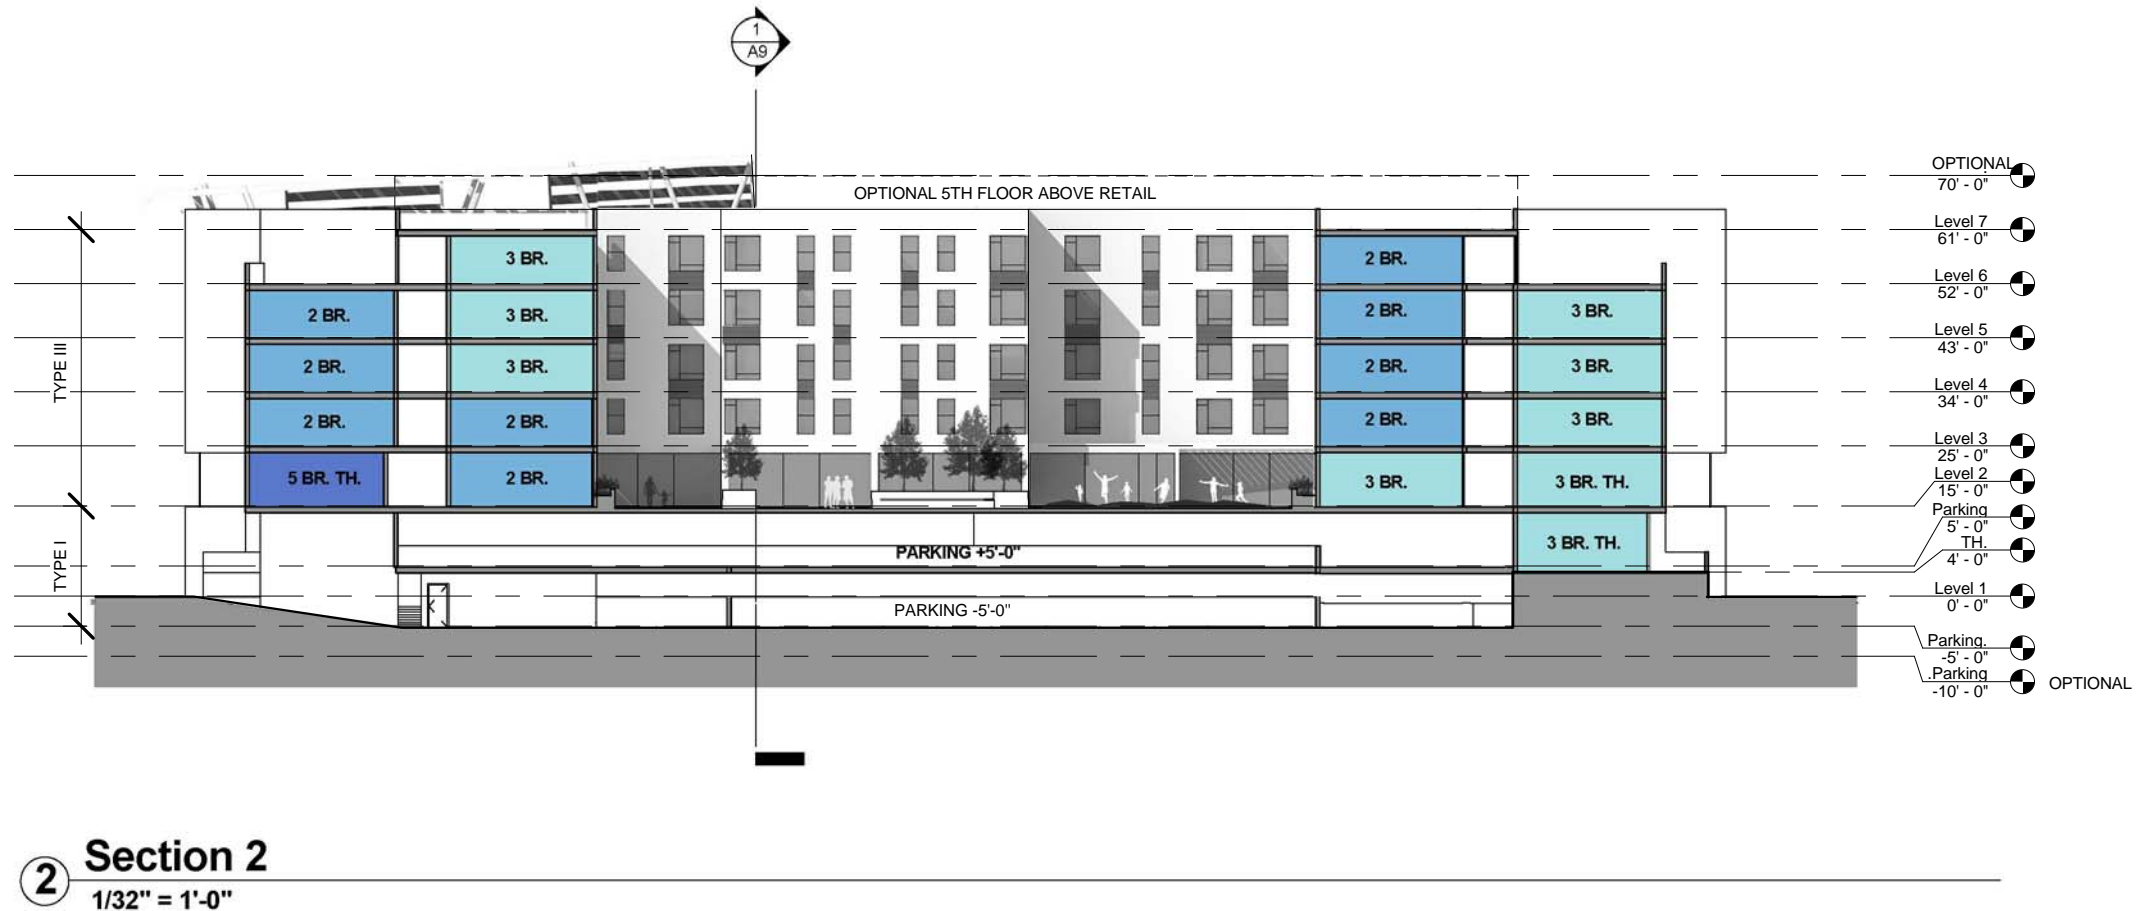 1
A9
OPTIONAL
70' - 0"
OPTIONAL 5TH FLOOR ABOVE RETAIL
Level 7
61' - 0"
3 BR.
2 BR.
Level 6
52' - 0"
2 BR.
3 BR.
2 BR.
3 BR.
Level 5
43' - 0"
TYPE III
2 BR.
3 BR.
2 BR.
3 BR.
Level 4
34' - 0"
2 BR.
2 BR.
2 BR.
3 BR.
Level 3
25' - 0"
5 BR. TH.
2 BR.
3 BR.
3 BR. TH.
Level 2
15' - 0"
Parking
5' - 0"
TYPE I
PARKING +5'-0"
3 BR. TH.
TH.
4' - 0"
Level 1
0' - 0"
PARKING -5'-0"
Parking.
-5' - 0"
.Parking
-10' - 0"
OPTIONAL
2
Section 2
1/32" = 1'-0"